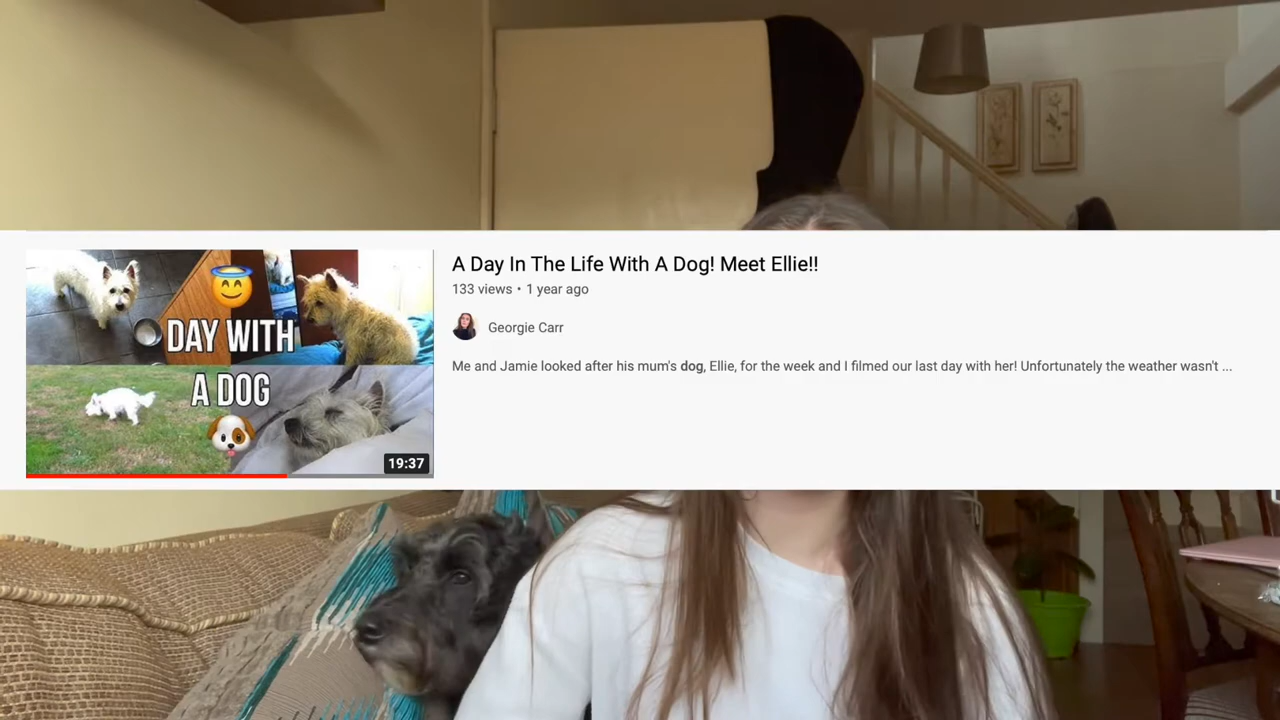 DAY WITH
A DOG
19:37
A Day In The Life With A Dog! Meet Ellie!!
133 views • 1 year ago
Georgie Carr
Me and Jamie looked after his mum's dog, Ellie, for the week and I filmed our last day with her! Unfortunately the weather wasn't ...